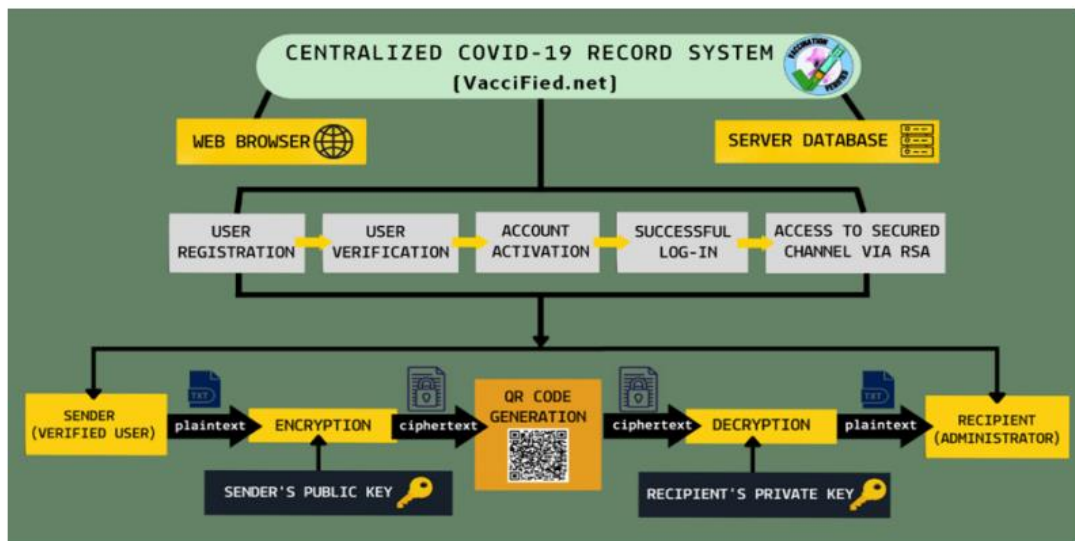 CENTRALIZED COVID-19 RECORD SYSTEM
[VacciFied.net]
VACCINATION
VERIFIED
WEB BROWSER
SERVER DATABASE
USER
REGISTRATION
USER
VERIFICATION
ACCOUNT
ACTIVATION
SUCCESSFUL
LOG-IN
ACCESS TO SECURED
CHANNEL VIA RSA
SENDER
(VERIFIED USER)
TXT
plaintext
ENCRYPTION
ciphertext
QR CODE
GENERATION
ciphertext
DECRYPTION
TXT
plaintext
RECIPIENT
(ADMINISTRATOR)
SENDER'S PUBLIC KEY
RECIPIENT'S PRIVATE KEY